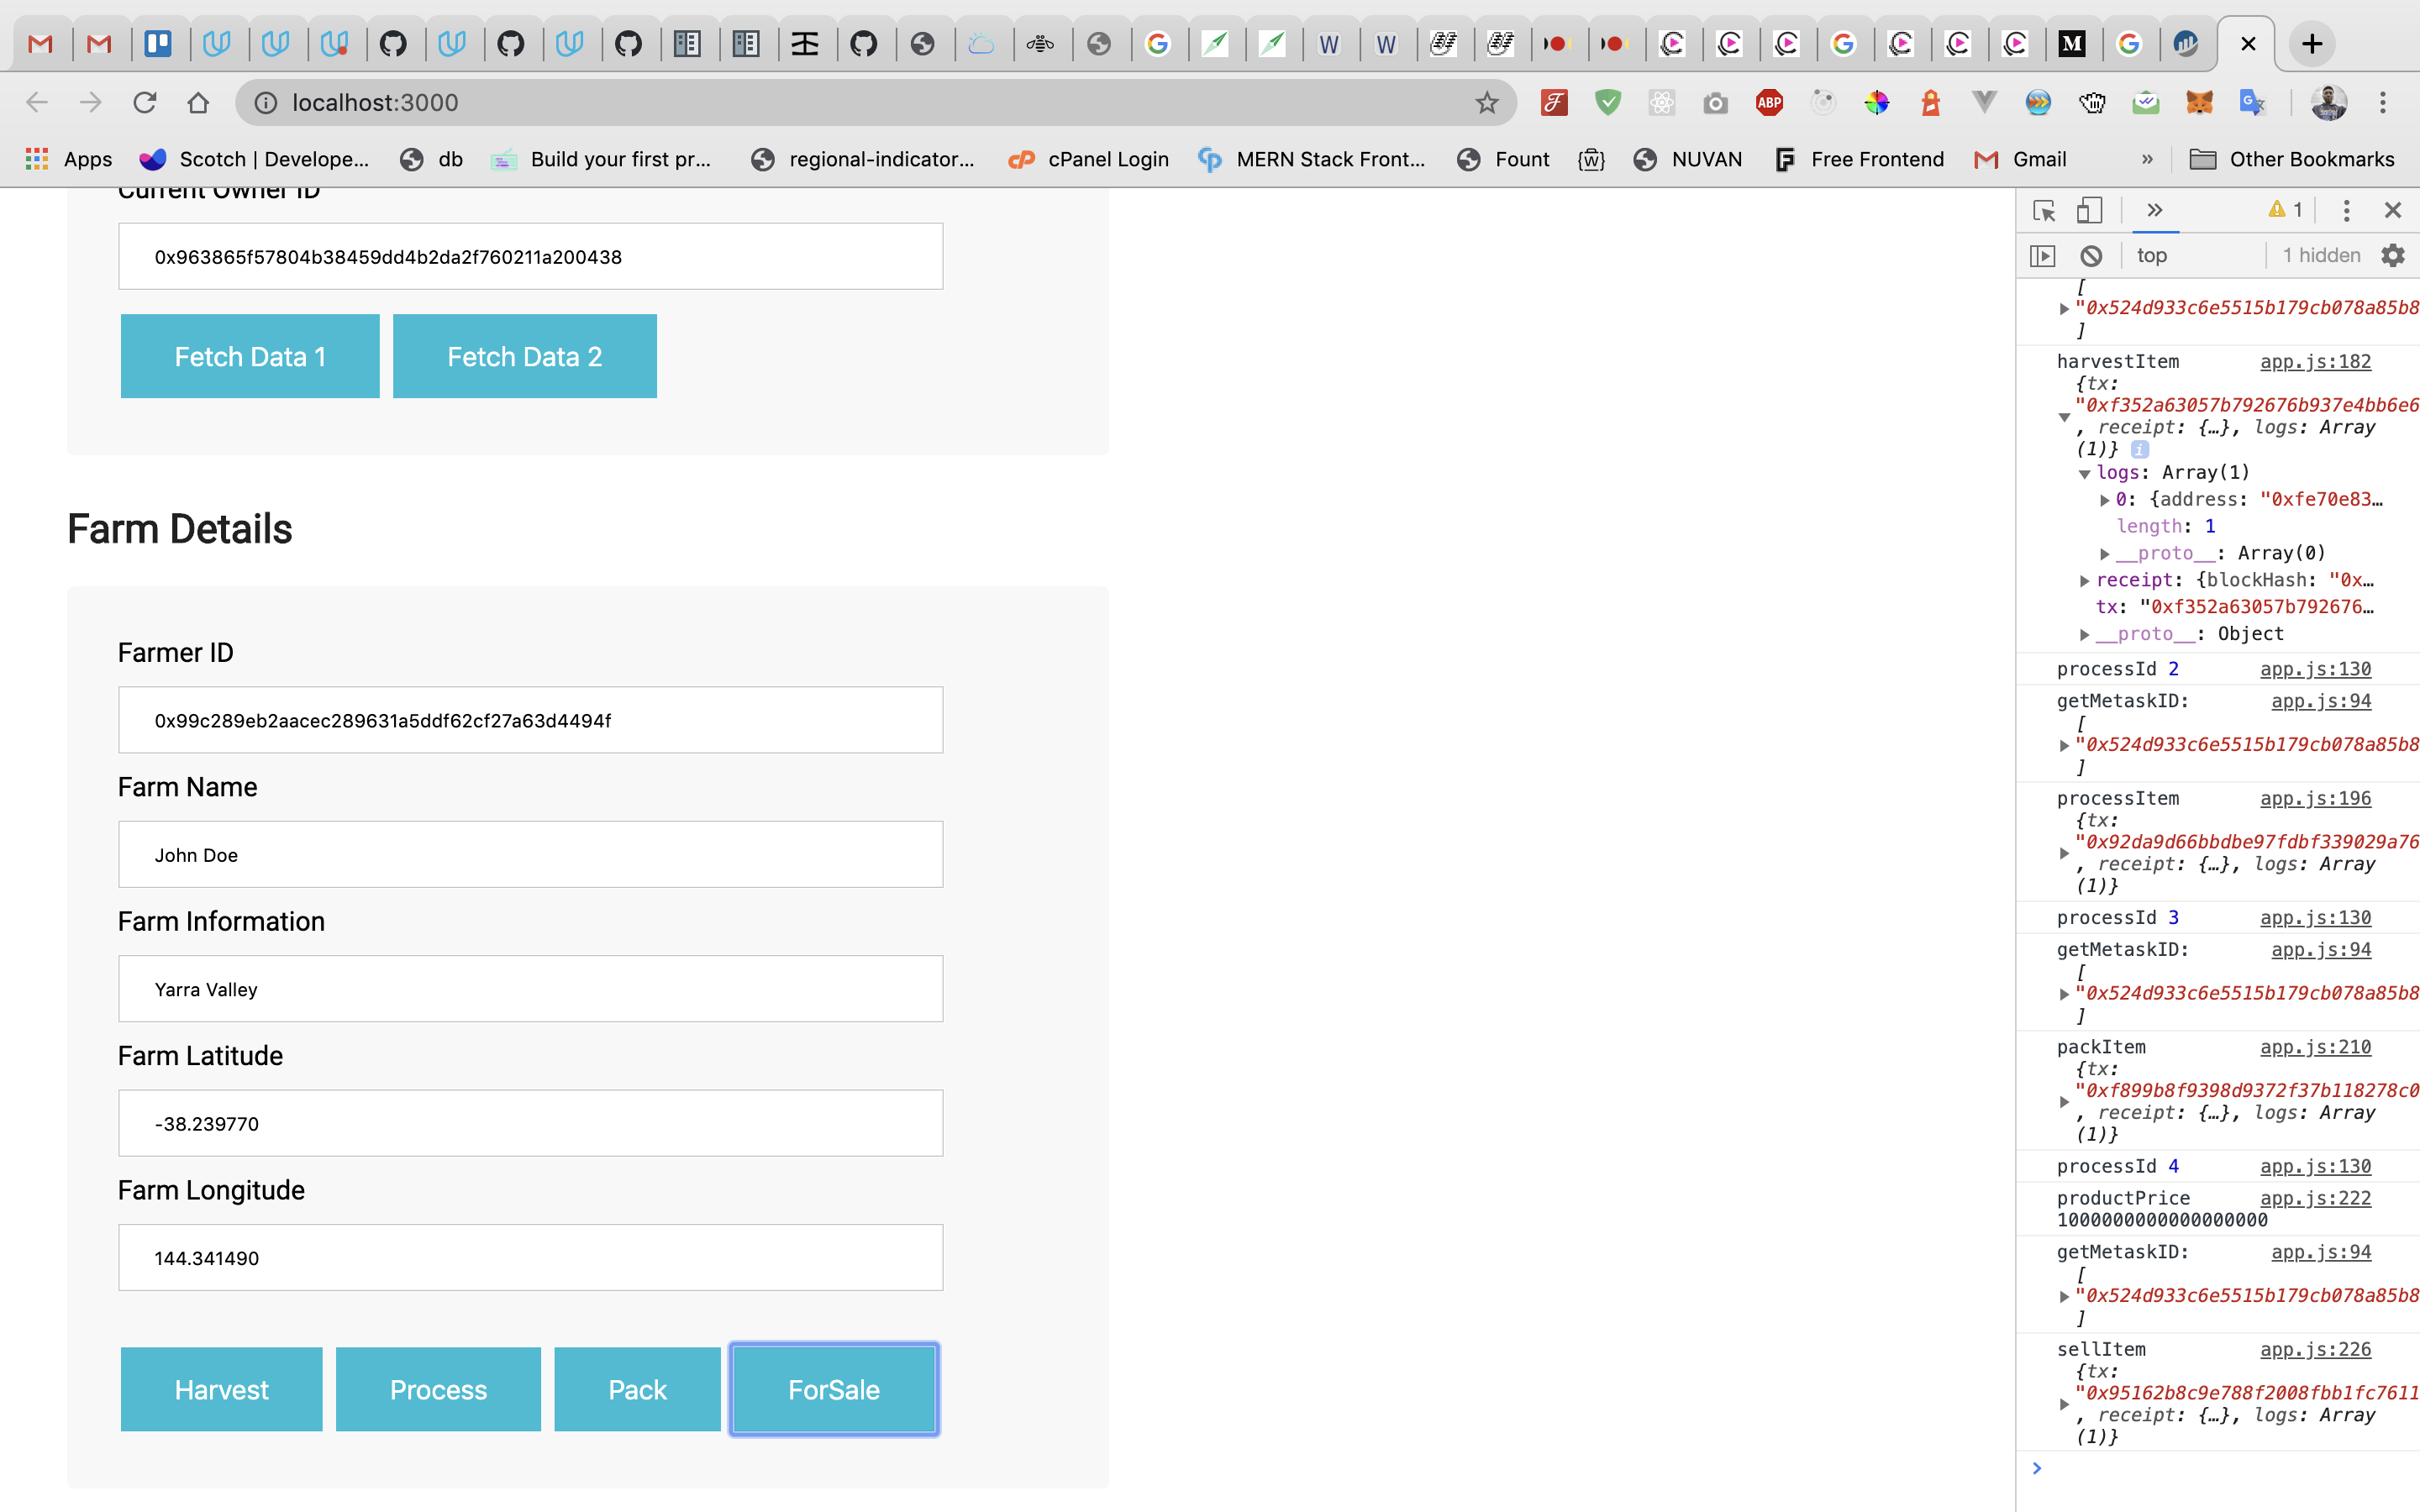 localhost:3000
ABP
Apps
Scotch | Develope...
db
Build your first pr...
regional-indicator...
cPanel Login
MERN Stack Front...
Fount
NUVAN
Free Frontend
Gmail
»
Other Bookmarks
Current Owner ID
0x963865f57804b38459dd4b2da2f760211a200438
Fetch Data 1
Fetch Data 2
Farm Details
Farmer ID
0x99c289eb2aacec289631a5ddf62cf27a63d4494f
Farm Name
John Doe
Farm Information
Yarra Valley
Farm Latitude
-38.239770
Farm Longitude
144.341490
Harvest
Process
Pack
ForSale
» 1
top 1 hidden
[
"0x524d933c6e5515b179cb078a85b8
]
harvestItem app.js:182
{tx:
"0xf352a63057b792676b937e4bb6e6
, receipt: {…}, logs: Array
(1)} i
logs: Array(1)
0: {address: "0xfe70e83…
length: 1
__proto__: Array(0)
receipt: {blockHash: "0x…
tx: "0xf352a63057b792676…
__proto__: Object
processId 2 app.js:130
getMetaskID: app.js:94
[
"0x524d933c6e5515b179cb078a85b8
]
processItem app.js:196
{tx:
"0x92da9d66bbdbe97fdbf339029a76
, receipt: {…}, logs: Array
(1)}
processId 3 app.js:130
getMetaskID: app.js:94
[
"0x524d933c6e5515b179cb078a85b8
]
packItem app.js:210
{tx:
"0xf899b8f9398d9372f37b118278c0
, receipt: {…}, logs: Array
(1)}
processId 4 app.js:130
productPrice app.js:222
1000000000000000000
getMetaskID: app.js:94
[
"0x524d933c6e5515b179cb078a85b8
]
sellItem app.js:226
{tx:
"0x95162b8c9e788f2008fbb1fc7611
, receipt: {…}, logs: Array
(1)}